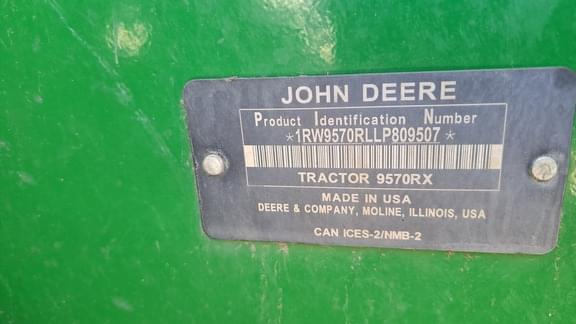 JOHN DEERE
Product Identification Number
*1RW9570RLLP809507*
TRACTOR 9570RX
MADE IN USA
DEERE & COMPANY, MOLINE, ILLINOIS, USA
CAN ICES-2/NMB-2